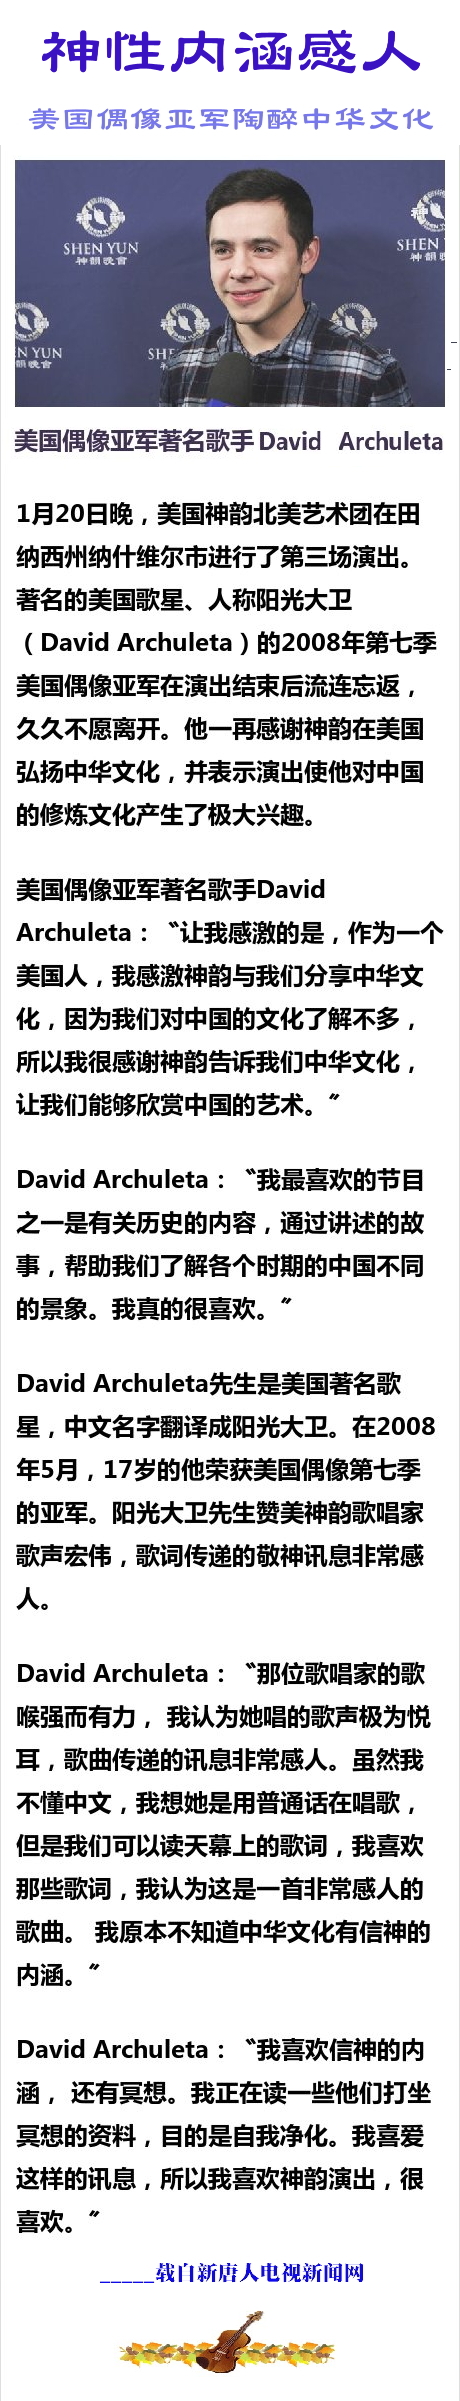 神性内涵感人
美国偶像亚军陶醉中华文化
SHEN YUN
神韻晚會
SHEN YUN
神韻晚會
EN YUN
韻晚會
SHEN YUN
神韻
美国偶像亚军著名歌手David Archuleta
1月20日晚，美国神韵北美艺术团在田
纳西州纳什维尔市进行了第三场演出。
著名的美国歌星、人称阳光大卫
（David Archuleta）的2008年第七季
美国偶像亚军在演出结束后流连忘返，
久久不愿离开。他一再感谢神韵在美国
弘扬中华文化，并表示演出使他对中国
的修炼文化产生了极大兴趣。
美国偶像亚军著名歌手David
Archuleta：〝让我感激的是，作为一个
美国人，我感激神韵与我们分享中华文
化，因为我们对中国的文化了解不多，
所以我很感谢神韵告诉我们中华文化，
让我们能够欣赏中国的艺术。〞
David Archuleta：〝我最喜欢的节目
之一是有关历史的内容，通过讲述的故
事，帮助我们了解各个时期的中国不同
的景象。我真的很喜欢。〞
David Archuleta先生是美国著名歌
星，中文名字翻译成阳光大卫。在2008
年5月，17岁的他荣获美国偶像第七季
的亚军。阳光大卫先生赞美神韵歌唱家
歌声宏伟，歌词传递的敬神讯息非常感
人。
David Archuleta：〝那位歌唱家的歌
喉强而有力， 我认为她唱的歌声极为悦
耳，歌曲传递的讯息非常感人。虽然我
不懂中文，我想她是用普通话在唱歌，
但是我们可以读天幕上的歌词，我喜欢
那些歌词，我认为这是一首非常感人的
歌曲。 我原本不知道中华文化有信神的
内涵。〞
David Archuleta：〝我喜欢信神的内
涵， 还有冥想。我正在读一些他们打坐
冥想的资料，目的是自我净化。我喜爱
这样的讯息，所以我喜欢神韵演出，很
喜欢。〞
_____载自新唐人电视新闻网